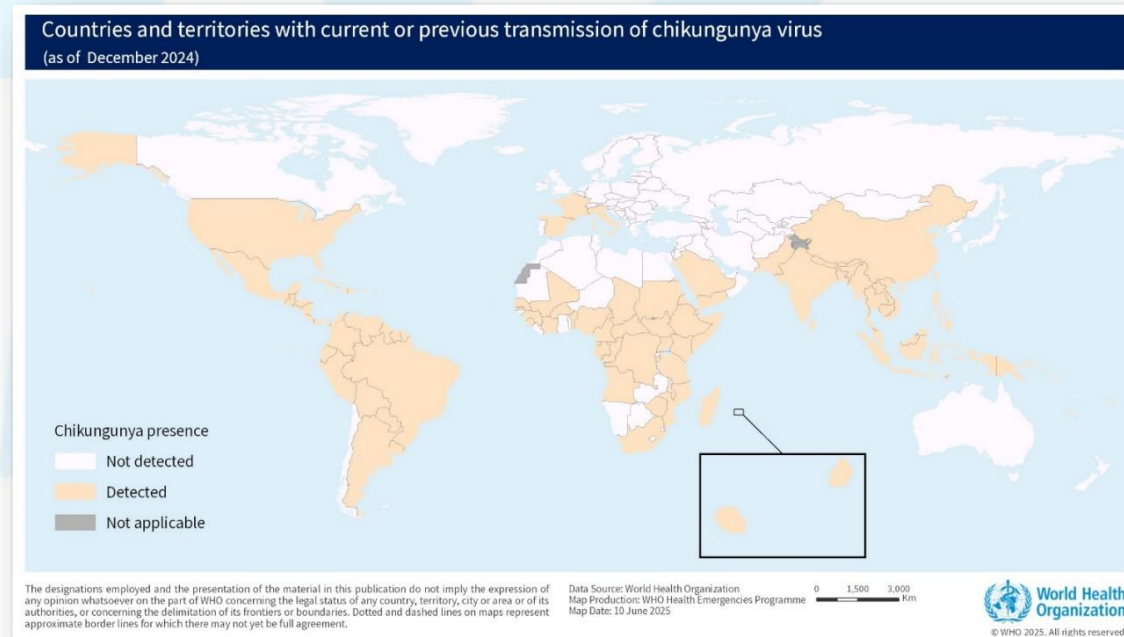 Countries and territories with current or previous transmission of chikungunya virus
(as of December 2024)
Chikungunya presence
Not detected
Detected
Not applicable
The designations employed and the presentation of the material in this publication do not imply the expression of
any opinion whatsoever on the part of WHO concerning the legal status of any country, territory, city or area or of its
authorities, or concerning the delimitation of its frontiers or boundaries. Dotted and dashed lines on maps represent
approximate border lines for which there may not yet be full agreement.
Data Source: World Health Organization
Map Production: WHO Health Emergencies Programme
Map Date: 10 June 2025
0 1,500 3,000
Km
World Health
Organization
© WHO 2025. All rights reserved.